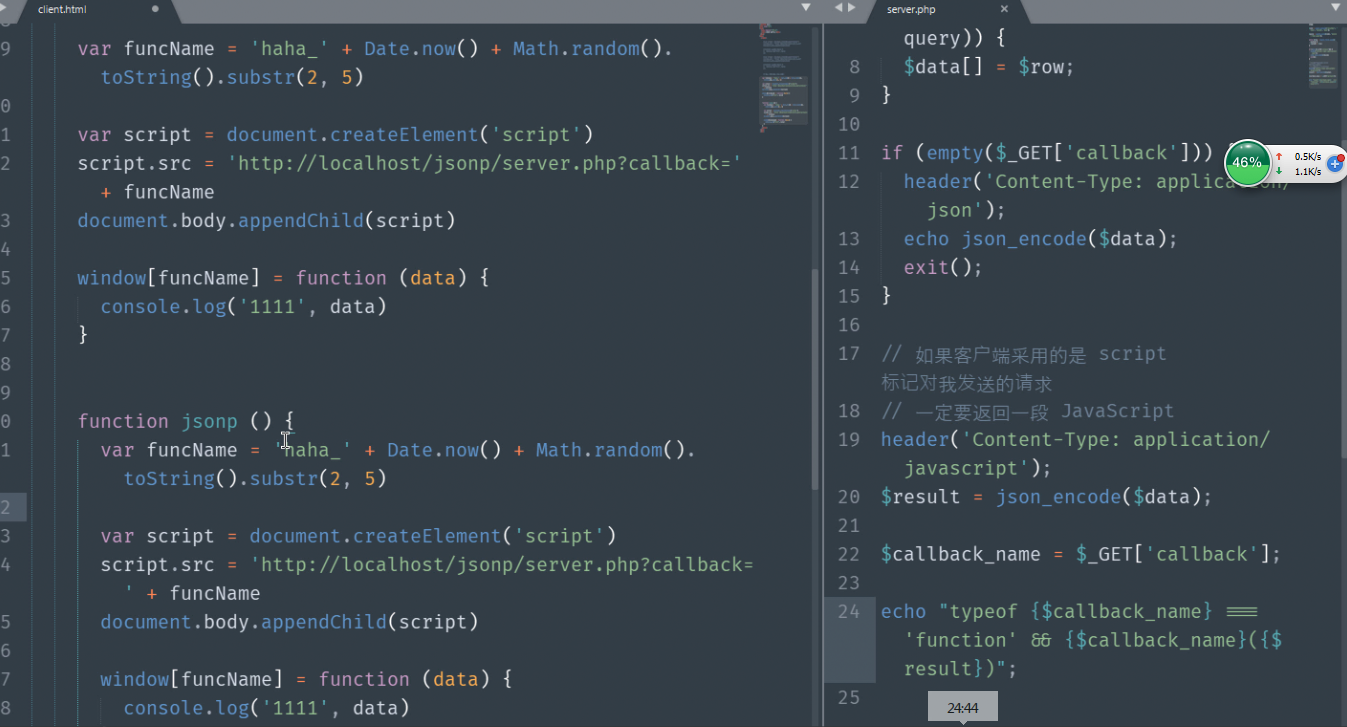 client.html
9 var funcName = 'haha_' + Date.now() + Math.random().
toString().substr(2, 5)
0
1 var script = document.createElement('script')
2 script.src = 'http://localhost/jsonp/server.php?callback='
+ funcName
3 document.body.appendChild(script)
4
5 window[funcName] = function (data) {
6 console.log('1111', data)
7 }
8
9
0 function jsonp () {
1 var funcName = 'haha_' + Date.now() + Math.random().
toString().substr(2, 5)
2
3 var script = document.createElement('script')
4 script.src = 'http://localhost/jsonp/server.php?callback=
' + funcName
5 document.body.appendChild(script)
6
7 window[funcName] = function (data) {
8 console.log('1111', data)
server.php
query)) {
8 $data[] = $row;
9 }
10
11 if (empty($_GET['callback'])) {
12 header('Content-Type: application/
json');
13 echo json_encode($data);
14 exit();
15 }
16
17 // 如果客户端采用的是 script
标记对我发送的请求
18 // 一定要返回一段 JavaScript
19 header('Content-Type: application/
javascript');
20 $result = json_encode($data);
21
22 $callback_name = $_GET['callback'];
23
24 echo "typeof {$callback_name} ===
'function' && {$callback_name}({$
result})";
25
46%
0.5K/s
1.1K/s
24:44